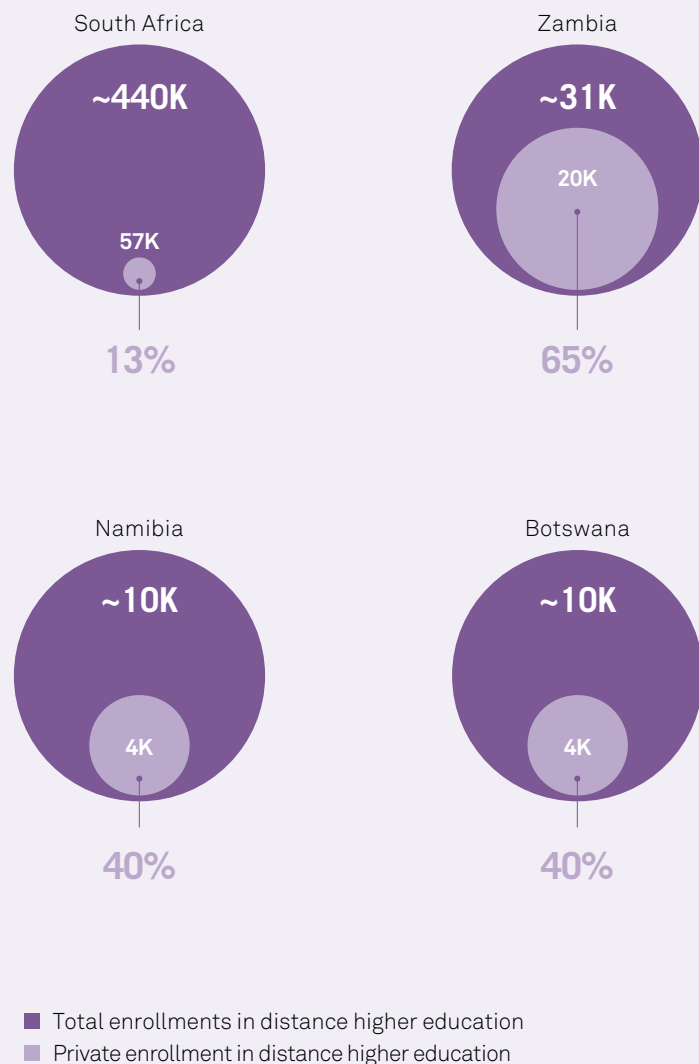 South Africa
~440K
57K
13%
Zambia
~31K
20K
65%
Namibia
~10K
4K
40%
Botswana
~10K
4K
40%
Total enrollments in distance higher education
Private enrollment in distance higher education